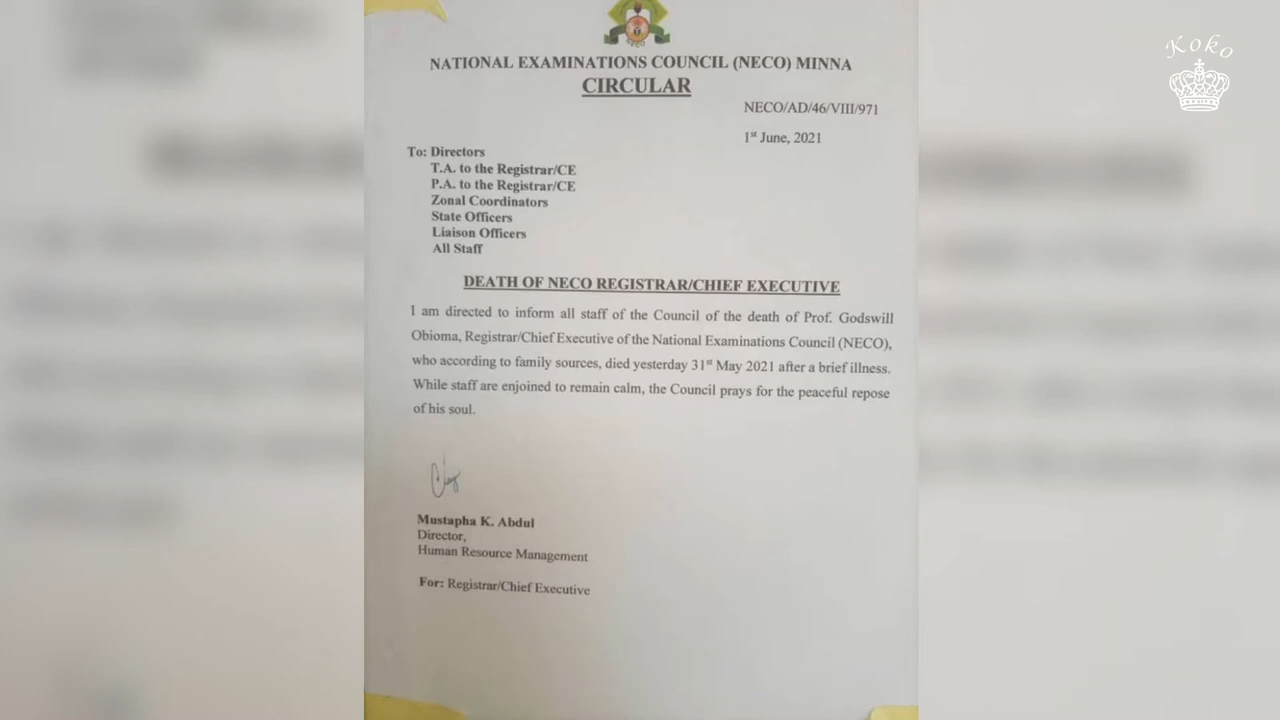 Koko
NATIONAL EXAMINATIONS COUNCIL (NECO) MINNA
CIRCULAR
NECO/AD/46/VIII/971
1st June, 2021
To: Directors
T.A. to the Registrar/CE
P.A. to the Registrar/CE
Zonal Coordinators
State Officers
Liaison Officers
All Staff
DEATH OF NECO REGISTRAR/CHIEF EXECUTIVE
I am directed to inform all staff of the Council of the death of Prof. Godswill
Obioma, Registrar/Chief Executive of the National Examinations Council (NECO),
who according to family sources, died yesterday 31st May 2021 after a brief illness.
While staff are enjoined to remain calm, the Council prays for the peaceful repose
of his soul.
Mustapha K. Abdul
Director,
Human Resource Management
For: Registrar/Chief Executive